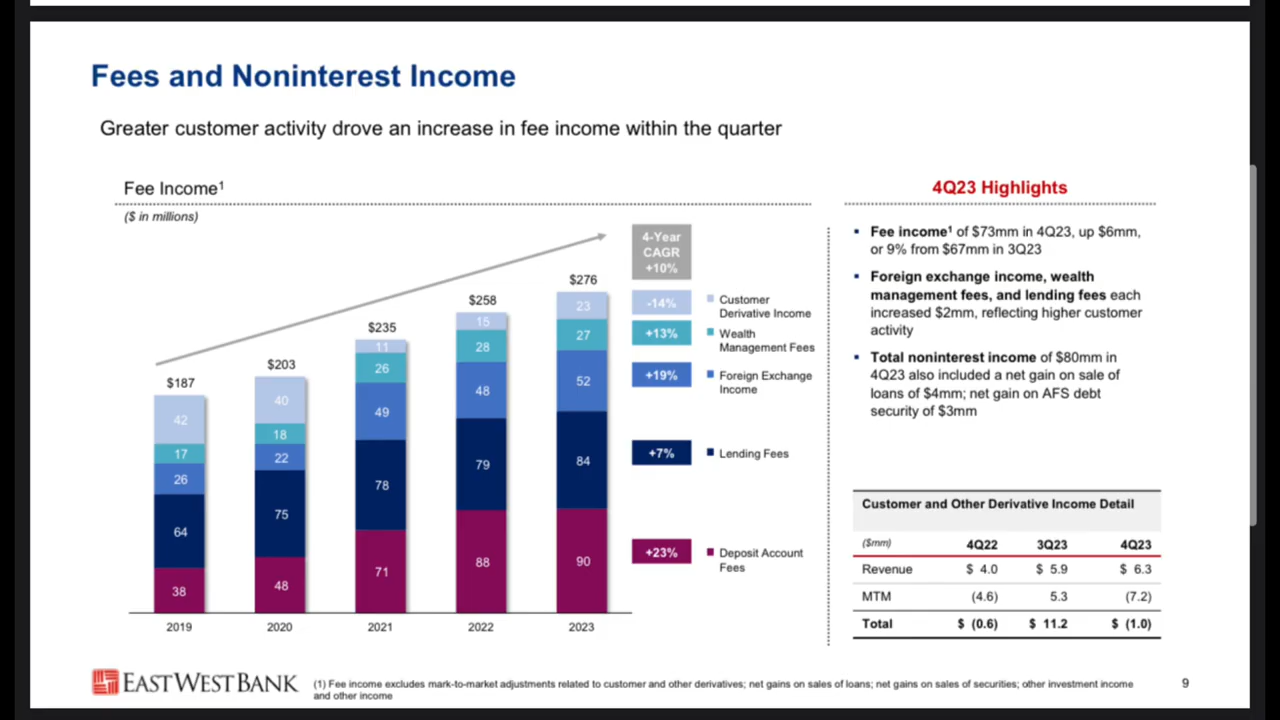 Fees and Noninterest Income
Greater customer activity drove an increase in fee income within the quarter
Fee Income1
($ in millions)
4-Year
CAGR
+10%
$187
42
17
26
64
38
2019
$203
40
18
22
75
48
2020
$235
11
26
49
78
71
2021
$258
15
28
48
79
88
2022
$276
23
27
52
84
90
2023
-14%
Customer
Derivative Income
+13%
Wealth
Management Fees
+19%
Foreign Exchange
Income
+7%
Lending Fees
+23%
Deposit Account
Fees
4Q23 Highlights
▪ Fee income1 of $73mm in 4Q23, up $6mm,
or 9% from $67mm in 3Q23
▪ Foreign exchange income, wealth
management fees, and lending fees each
increased $2mm, reflecting higher customer
activity
▪ Total noninterest income of $80mm in
4Q23 also included a net gain on sale of
loans of $4mm; net gain on AFS debt
security of $3mm
Customer and Other Derivative Income Detail
($mm) 4Q22 3Q23 4Q23
Revenue $ 4.0 $ 5.9 $ 6.3
MTM (4.6) 5.3 (7.2)
Total $ (0.6) $ 11.2 $ (1.0)
EASTWESTBANK
(1) Fee income excludes mark-to-market adjustments related to customer and other derivatives; net gains on sales of loans; net gains on sales of securities; other investment income
and other income
9